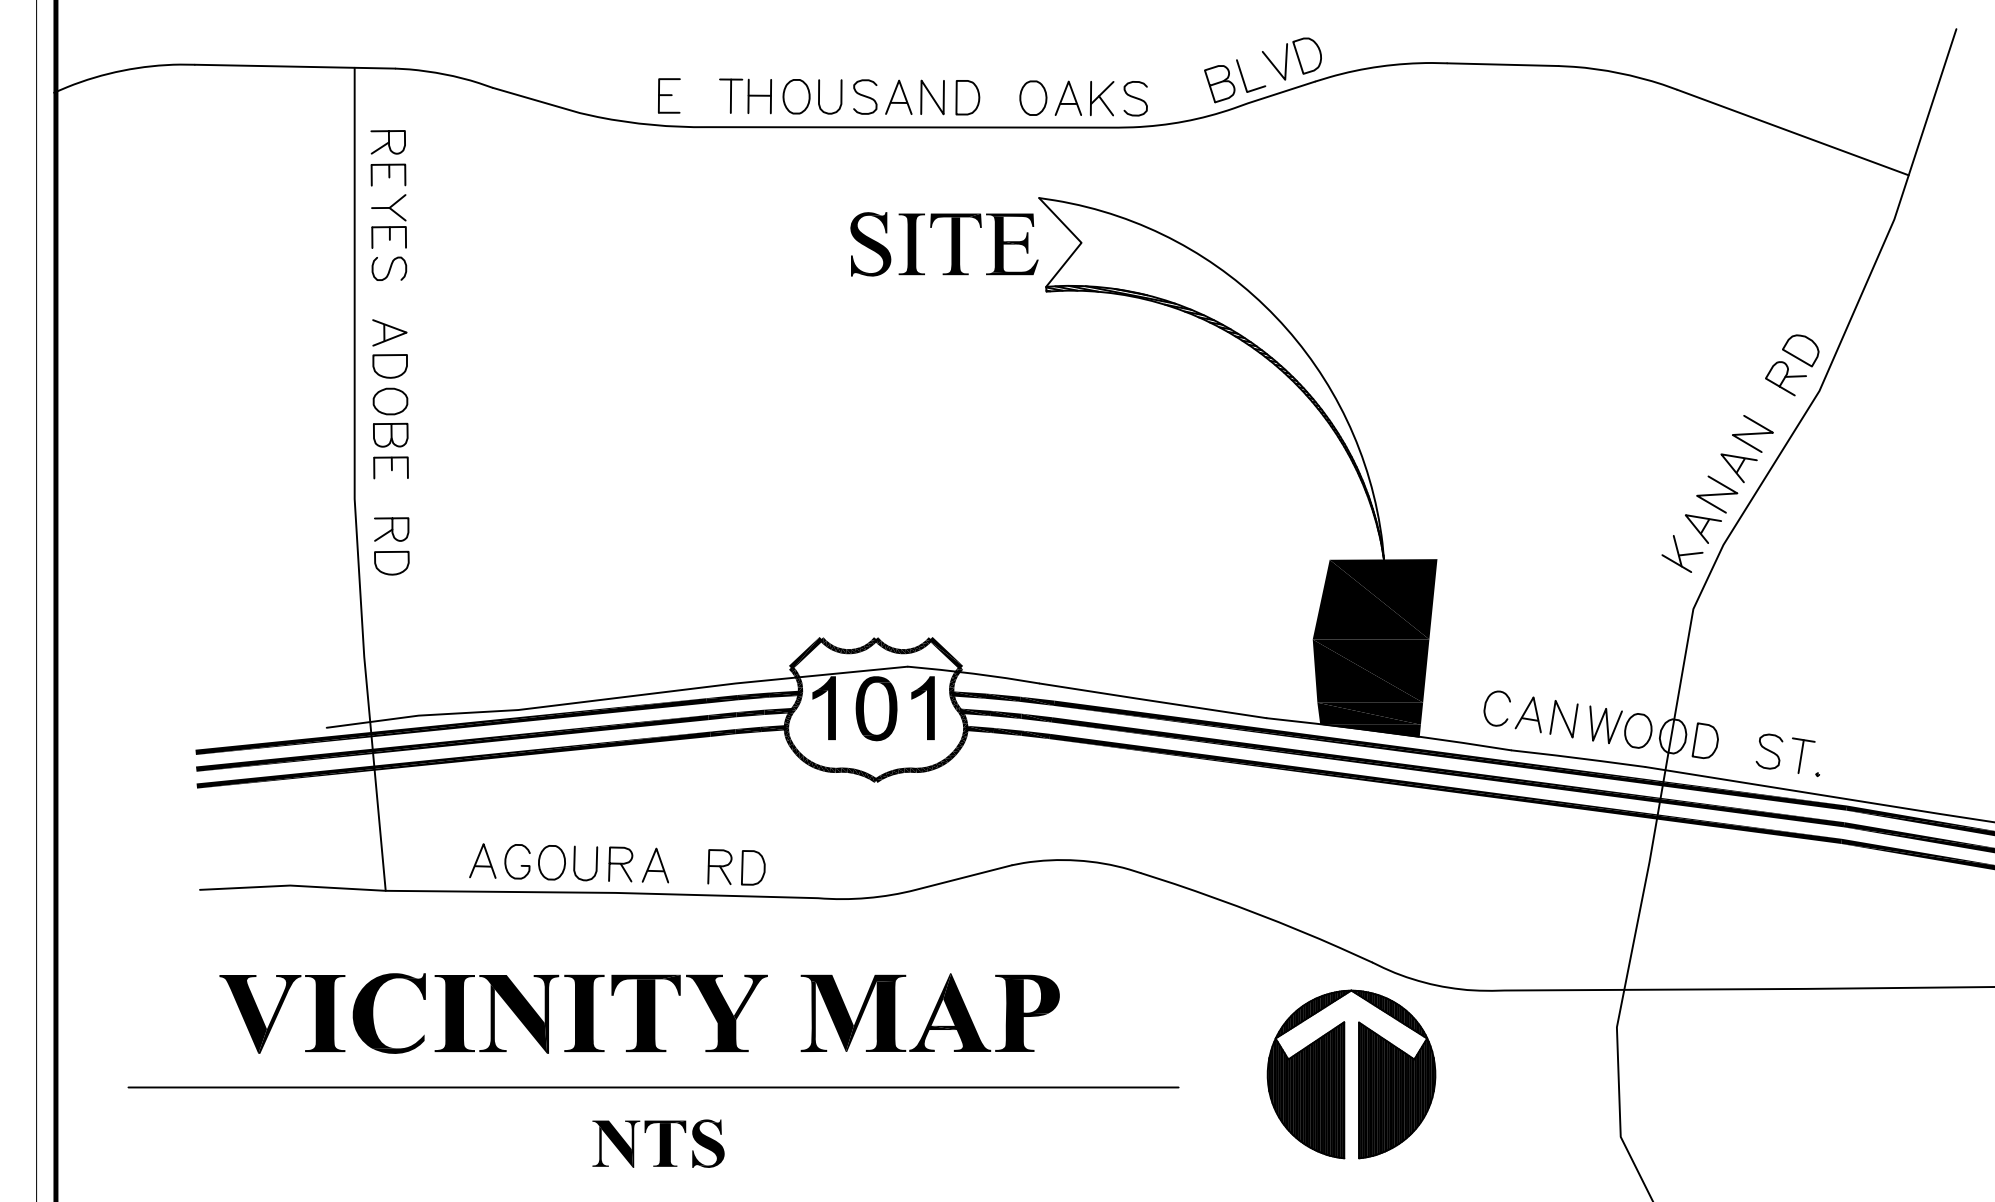 E THOUSAND OAKS BLVD
REYES ADOBE RD
SITE
KANAN RD
101
CANWOOD ST.
AGOURA RD
VICINITY MAP
NTS